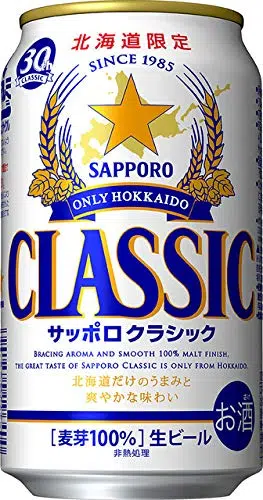 30th
CLASSIC
北海道限定
SINCE 1985
SAPPORO
ONLY HOKKAIDO
CLASSIC
サッポロ クラシック
BRACING AROMA AND SMOOTH 100% MALT FINISH,
THE GREAT TASTE OF SAPPORO CLASSIC IS ONLY FROM HOKKAIDO.
北海道だけのうまみと
爽やかな味わい
お酒
[麦芽100%]生ビール
非熱処理